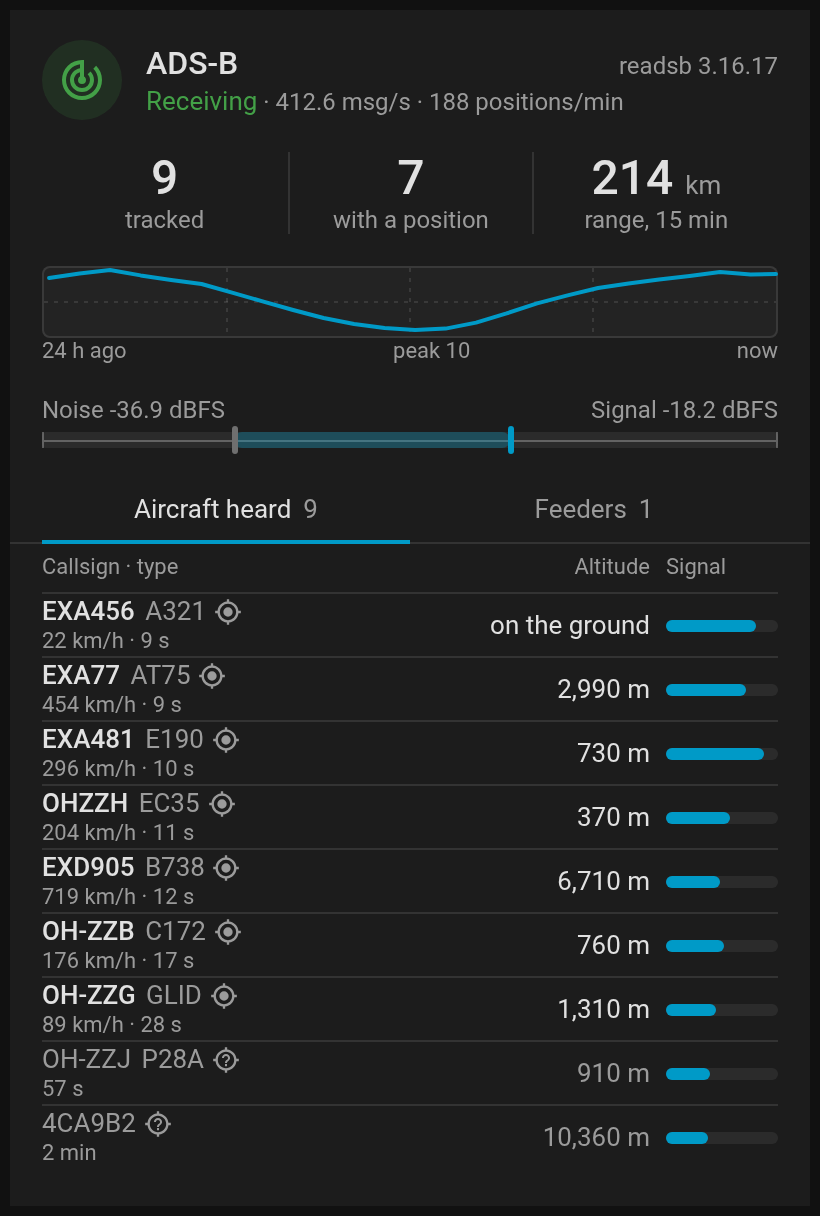 ADS-B
readsb 3.16.17
Receiving · 412.6 msg/s · 188 positions/min
9 7 214 km
tracked with a position range, 15 min
24 h ago peak 10 now
Noise -36.9 dBFS Signal -18.2 dBFS
Aircraft heard 9 Feeders 1
Callsign · type Altitude Signal
EXA456 A321 on the ground
22 km/h · 9 s
EXA77 AT75 2,990 m
454 km/h · 9 s
EXA481 E190 730 m
296 km/h · 10 s
OHZZH EC35 370 m
204 km/h · 11 s
EXD905 B738 6,710 m
719 km/h · 12 s
OH-ZZB C172 760 m
176 km/h · 17 s
OH-ZZG GLID 1,310 m
89 km/h · 28 s
OH-ZZJ P28A 910 m
57 s
4CA9B2 10,360 m
2 min